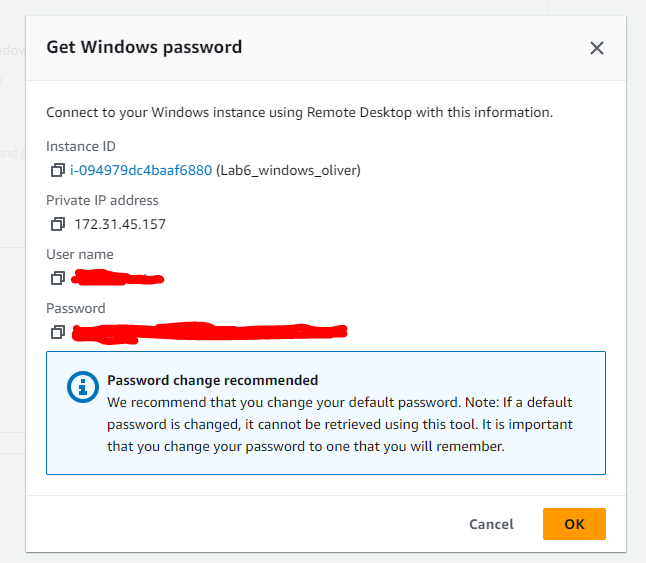 Get Windows password
Connect to your Windows instance using Remote Desktop with this information.
Instance ID
i-094979dc4baaf6880 (Lab6_windows_oliver)
Private IP address
172.31.45.157
User name
Password
Password change recommended
We recommend that you change your default password. Note: If a default
password is changed, it cannot be retrieved using this tool. It is important
that you change your password to one that you will remember.
Cancel
OK